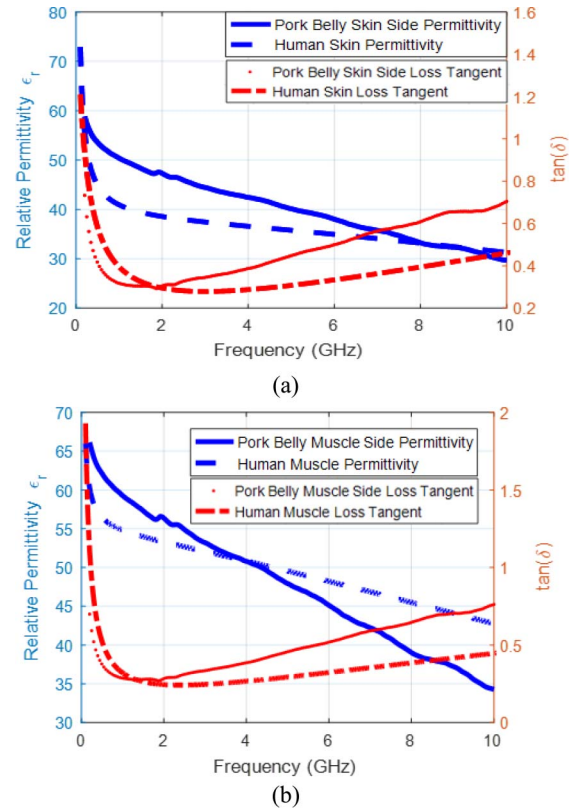 80
70
60
50
40
30
20
Relative Permittivity ϵr
1.6
1.4
1.2
1
0.8
0.6
0.4
0.2
tan(δ)
Pork Belly Skin Side Permittivity
Human Skin Permittivity
Pork Belly Skin Side Loss Tangent
Human Skin Loss Tangent
0 2 4 6 8 10
Frequency (GHz)
(a)
70
65
60
55
50
45
40
35
30
Relative Permittivity ϵr
2
1.5
1
0.5
0
tan(δ)
Pork Belly Muscle Side Permittivity
Human Muscle Permittivity
Pork Belly Muscle Side Loss Tangent
Human Muscle Loss Tangent
0 2 4 6 8 10
Frequency (GHz)
(b)